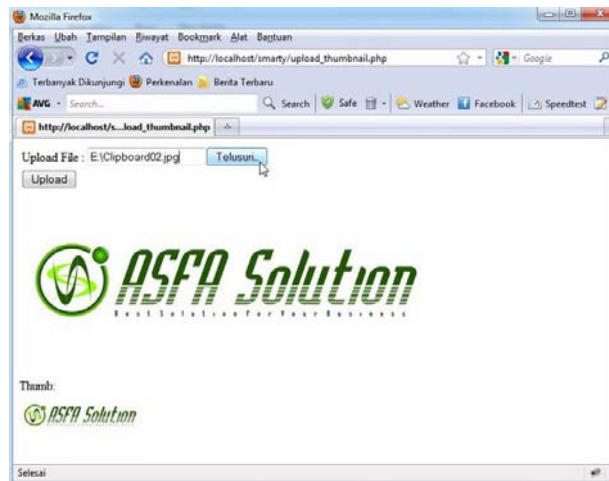 Mozilla Firefox
Berkas Ubah Tampilan Riwayat Bookmark Alat Bantuan
http://localhost/smarty/upload_thumbnail.php Google
Terbanyak Dikunjungi Perkenalan Berita Terbaru
AVG Search... Search Safe Weather Facebook Speedtest
http://localhost/s...load_thumbnail.php
Upload File : E:\Clipboard02.jpg Telusuri...
Upload
ASFA Solution
Best Solution For Your Business
Thumb:
ASFA Solution
Selesai